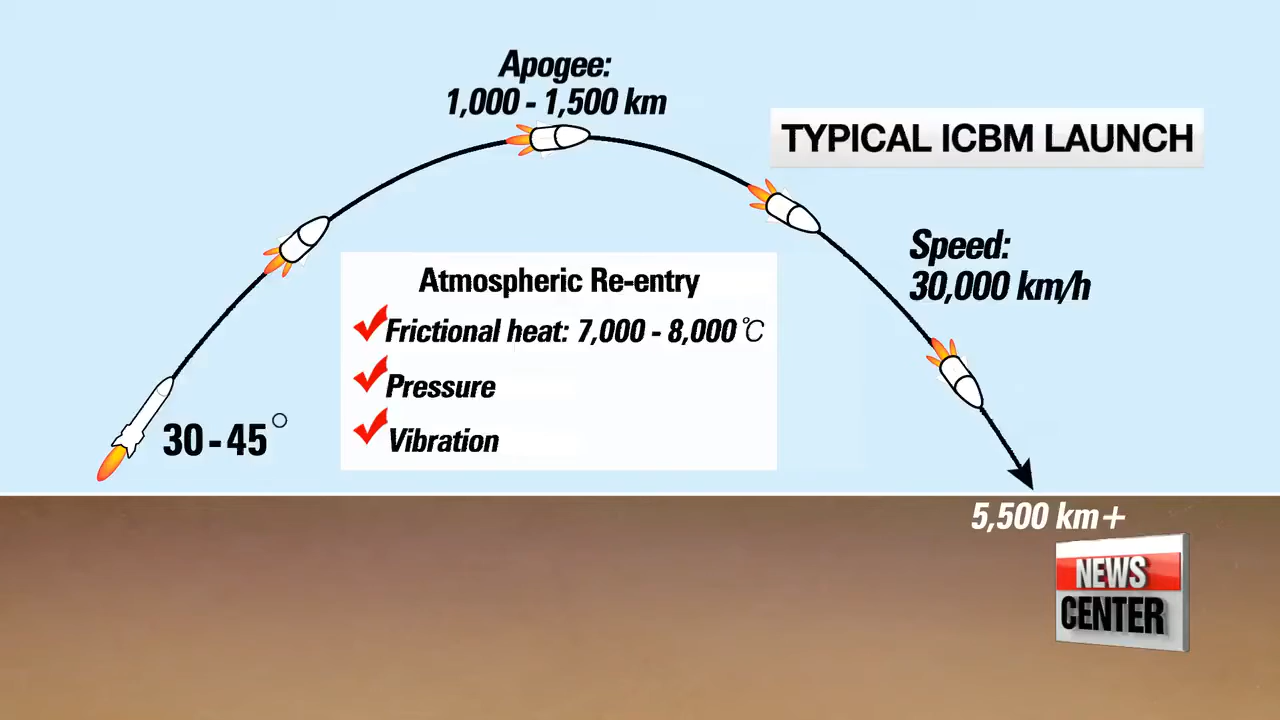 Apogee:
1,000 - 1,500 km
TYPICAL ICBM LAUNCH
Speed:
30,000 km/h
Atmospheric Re-entry
Frictional heat: 7,000 - 8,000℃
Pressure
Vibration
30-45°
5,500 km+
NEWS
CENTER